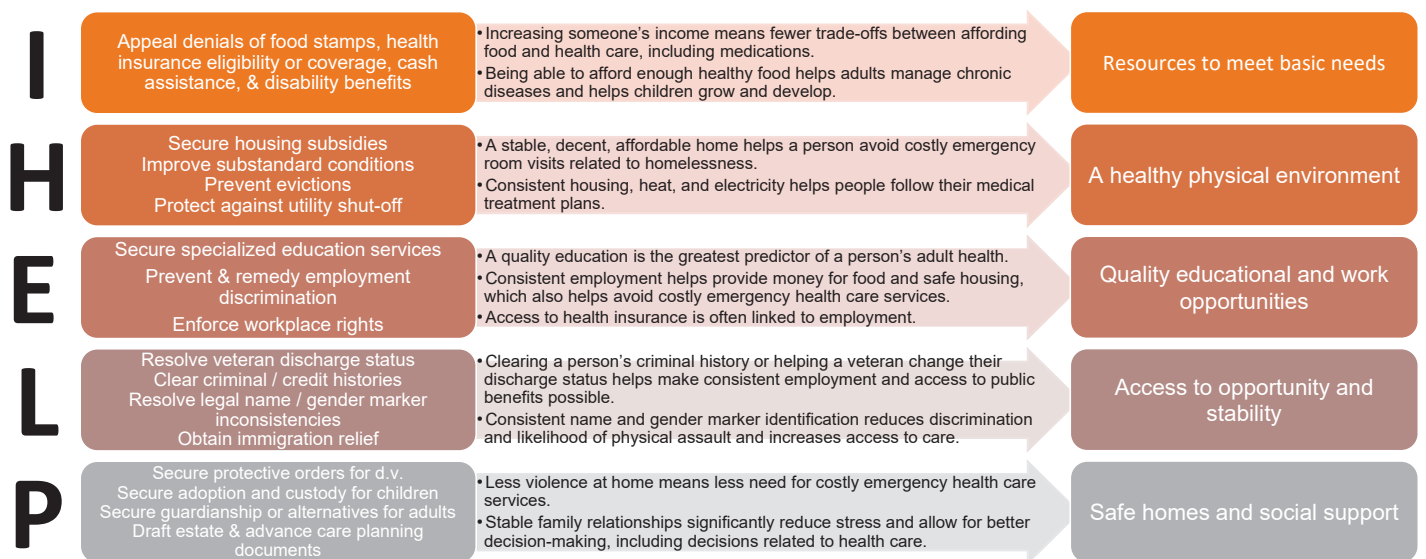 I
Appeal denials of food stamps, health
insurance eligibility or coverage, cash
assistance, & disability benefits
•Increasing someone's income means fewer trade-offs between affording
food and health care, including medications.
•Being able to afford enough healthy food helps adults manage chronic
diseases and helps children grow and develop.
Resources to meet basic needs
H
Secure housing subsidies
Improve substandard conditions
Prevent evictions
Protect against utility shut-off
•A stable, decent, affordable home helps a person avoid costly emergency
room visits related to homelessness.
•Consistent housing, heat, and electricity helps people follow their medical
treatment plans.
A healthy physical environment
E
Secure specialized education services
Prevent & remedy employment
discrimination
Enforce workplace rights
•A quality education is the greatest predictor of a person's adult health.
•Consistent employment helps provide money for food and safe housing,
which also helps avoid costly emergency health care services.
•Access to health insurance is often linked to employment.
Quality educational and work
opportunities
L
Resolve veteran discharge status
Clear criminal / credit histories
Resolve legal name / gender marker
inconsistencies
Obtain immigration relief
•Clearing a person's criminal history or helping a veteran change their
discharge status helps make consistent employment and access to public
benefits possible.
•Consistent name and gender marker identification reduces discrimination
and likelihood of physical assault and increases access to care.
Access to opportunity and
stability
P
Secure protective orders for d.v.
Secure adoption and custody for children
Secure guardianship or alternatives for adults
Draft estate & advance care planning
documents
•Less violence at home means less need for costly emergency health care
services.
•Stable family relationships significantly reduce stress and allow for better
decision-making, including decisions related to health care.
Safe homes and social support